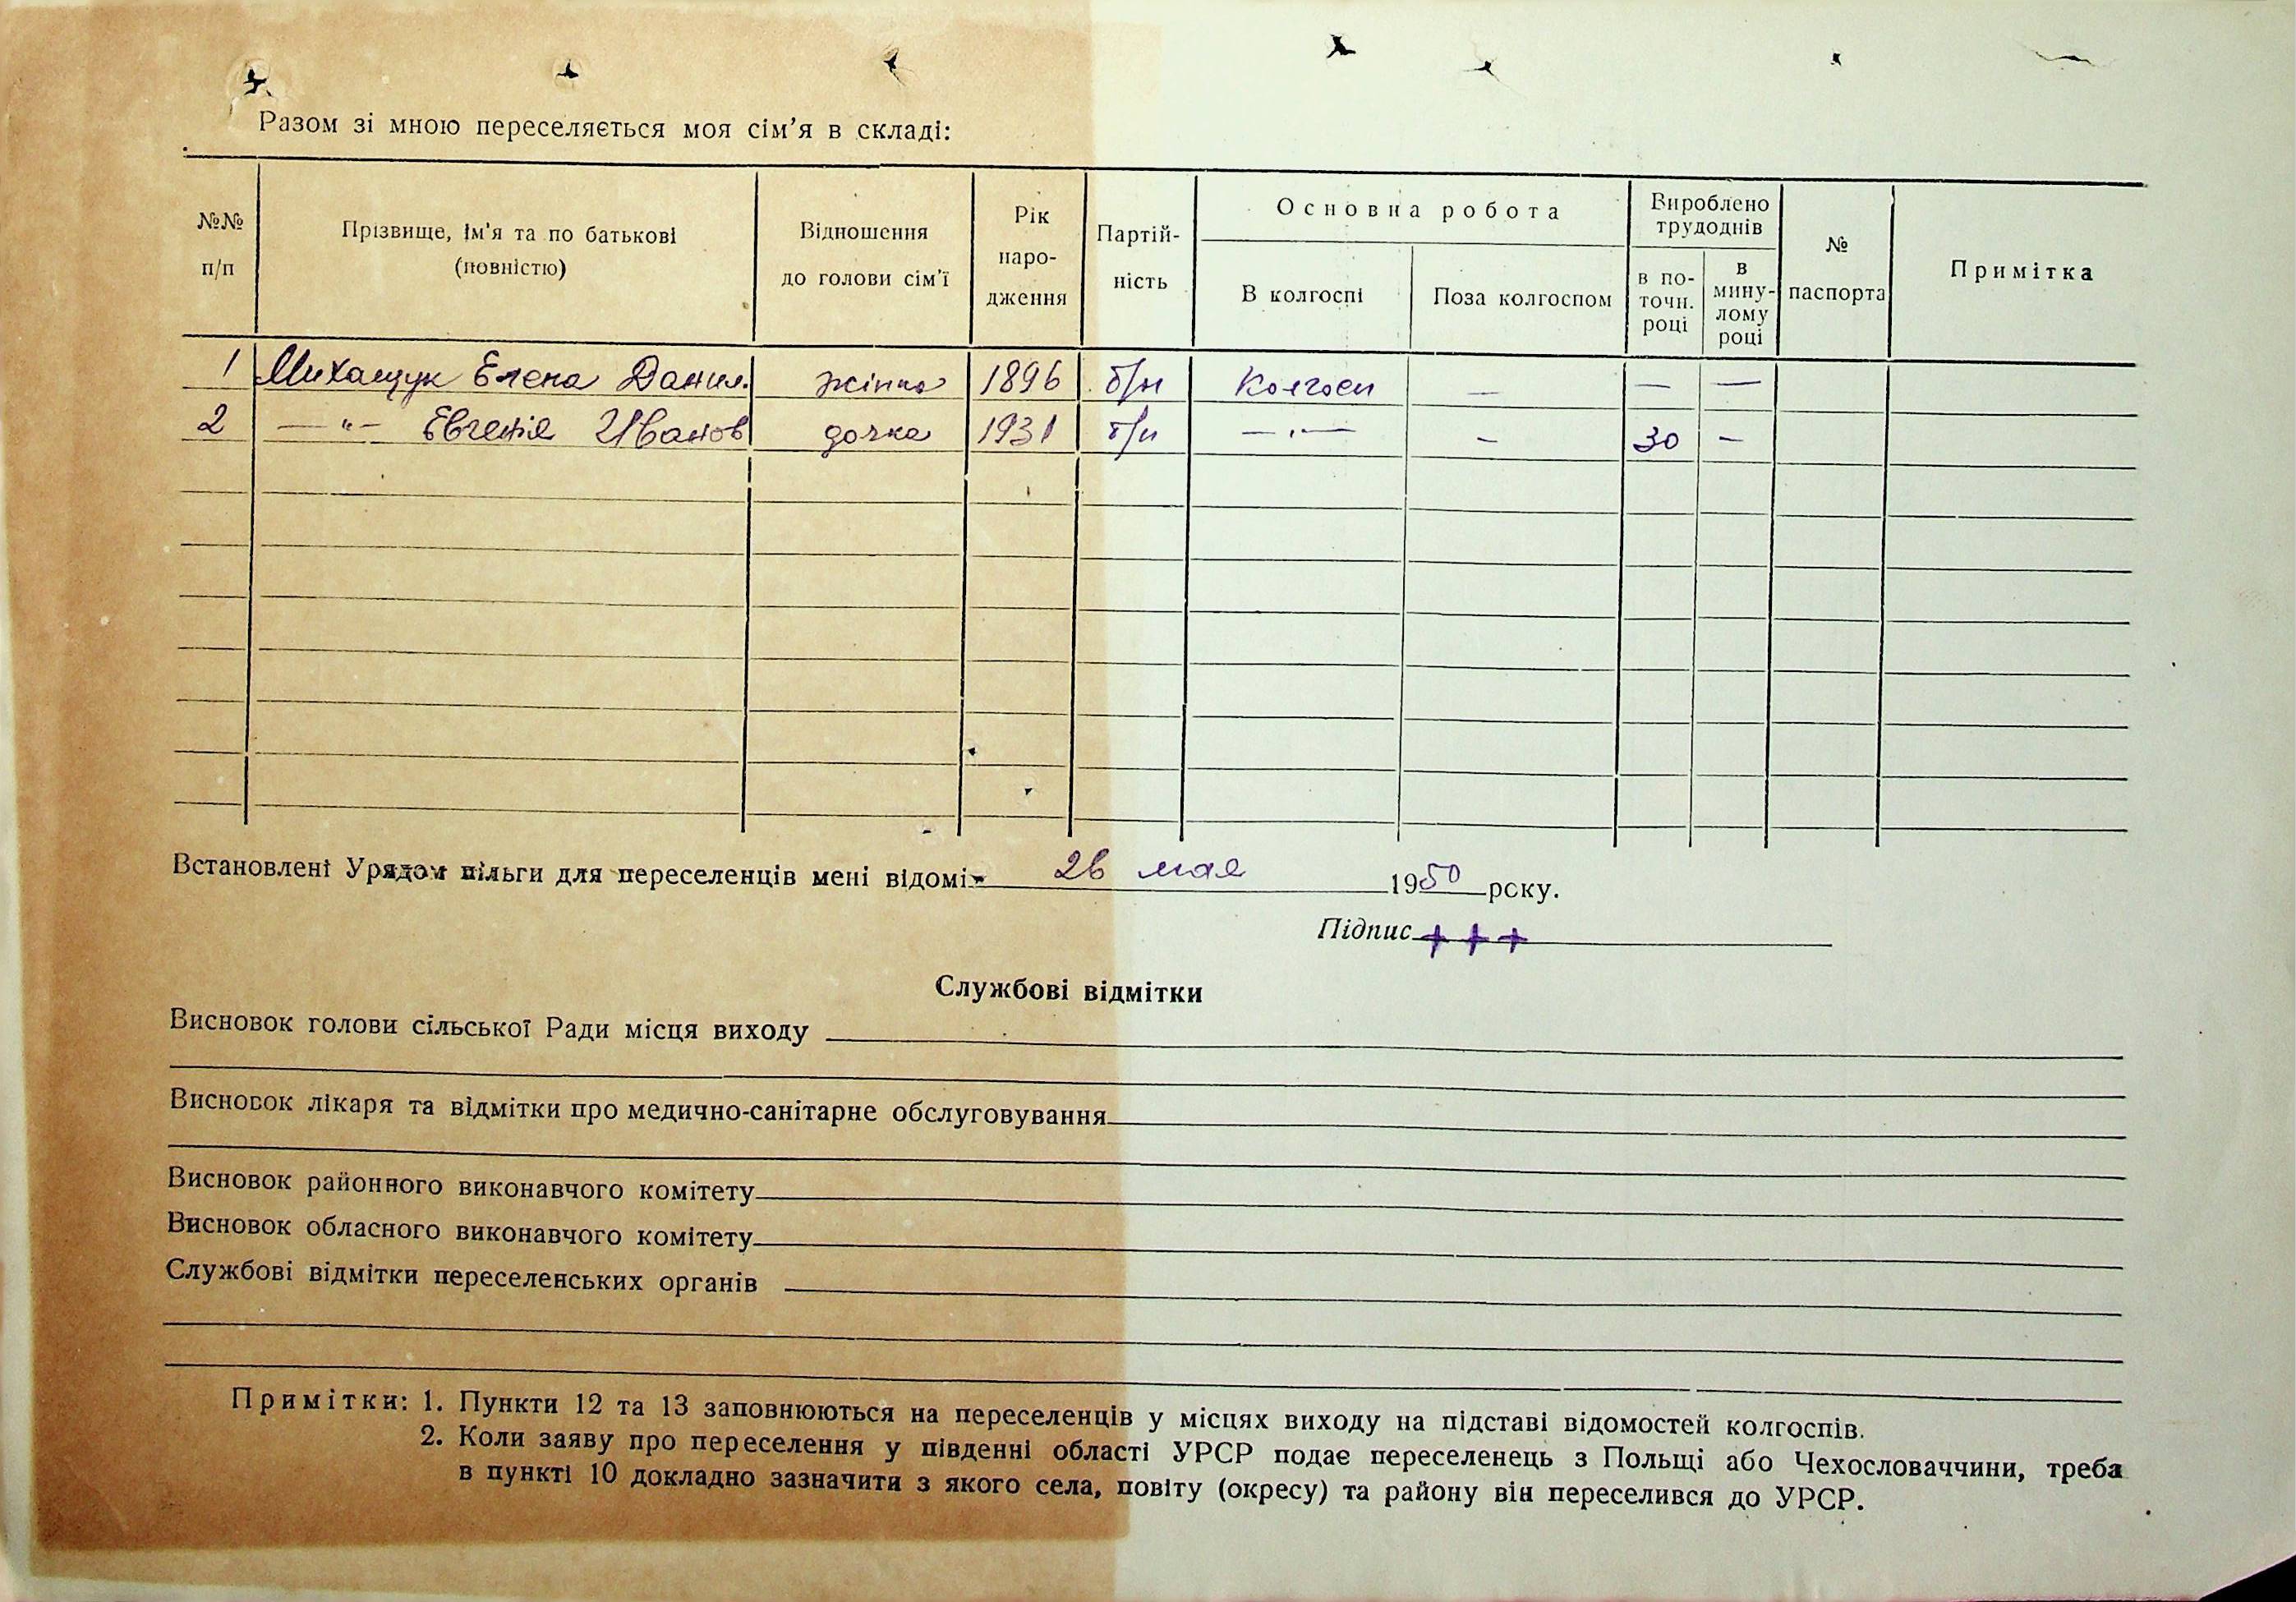 Разом зі мною переселяється моя сім'я в складі:
№№ п/п
Прізвище, ім'я та по батькові (повністю)
Відношення до голови сім'ї
Рік народження
Партійність
Основна робота
В колгоспі
Поза колгоспом
Вироблено трудоднів
в поточн. році
в минулому році
№ паспорта
Примітка
1 Михащук Елена Данил. жінка 1896 б/п Колгосп — — —
2 —"— Євгенія Иванов дочка 1931 б/п —"— – 30 –
Встановлені Урядом пільги для переселенців мені відомі 26 мая 1950 року.
Підпис +++
Службові відмітки
Висновок голови сільської Ради місця виходу
Висновок лікаря та відмітки про медично-санітарне обслуговування
Висновок районного виконавчого комітету
Висновок обласного виконавчого комітету
Службові відмітки переселенських органів
Примітки: 1. Пункти 12 та 13 заповнюються на переселенців у місцях виходу на підставі відомостей колгоспів.
2. Коли заяву про переселення у південні області УРСР подає переселенець з Польщі або Чехословаччини, треба
в пункті 10 докладно зазначити з якого села, повіту (окресу) та району він переселився до УРСР.